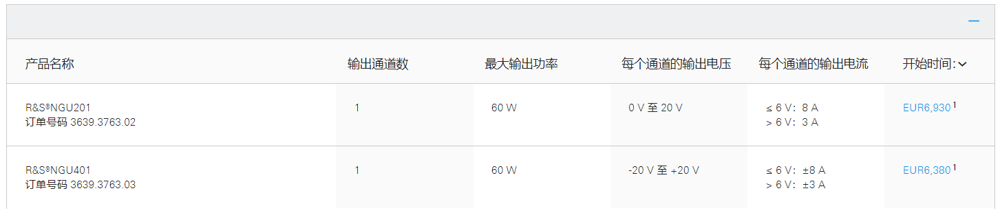 产品名称 输出通道数 最大输出功率 每个通道的输出电压 每个通道的输出电流 开始时间:
R&S®NGU201 1 60 W 0 V 至 20 V ≤ 6 V：8 A EUR6,930 1
订单号码 3639.3763.02 > 6 V：3 A
R&S®NGU401 1 60 W -20 V 至 +20 V ≤ 6 V：±8 A EUR6,380 1
订单号码 3639.3763.03 > 6 V：±3 A